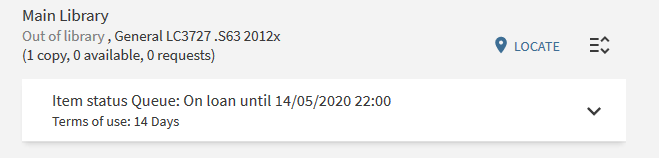 Main Library
Out of library , General LC3727 .S63 2012x
(1 copy, 0 available, 0 requests)
LOCATE
Item status Queue: On loan until 14/05/2020 22:00
Terms of use: 14 Days